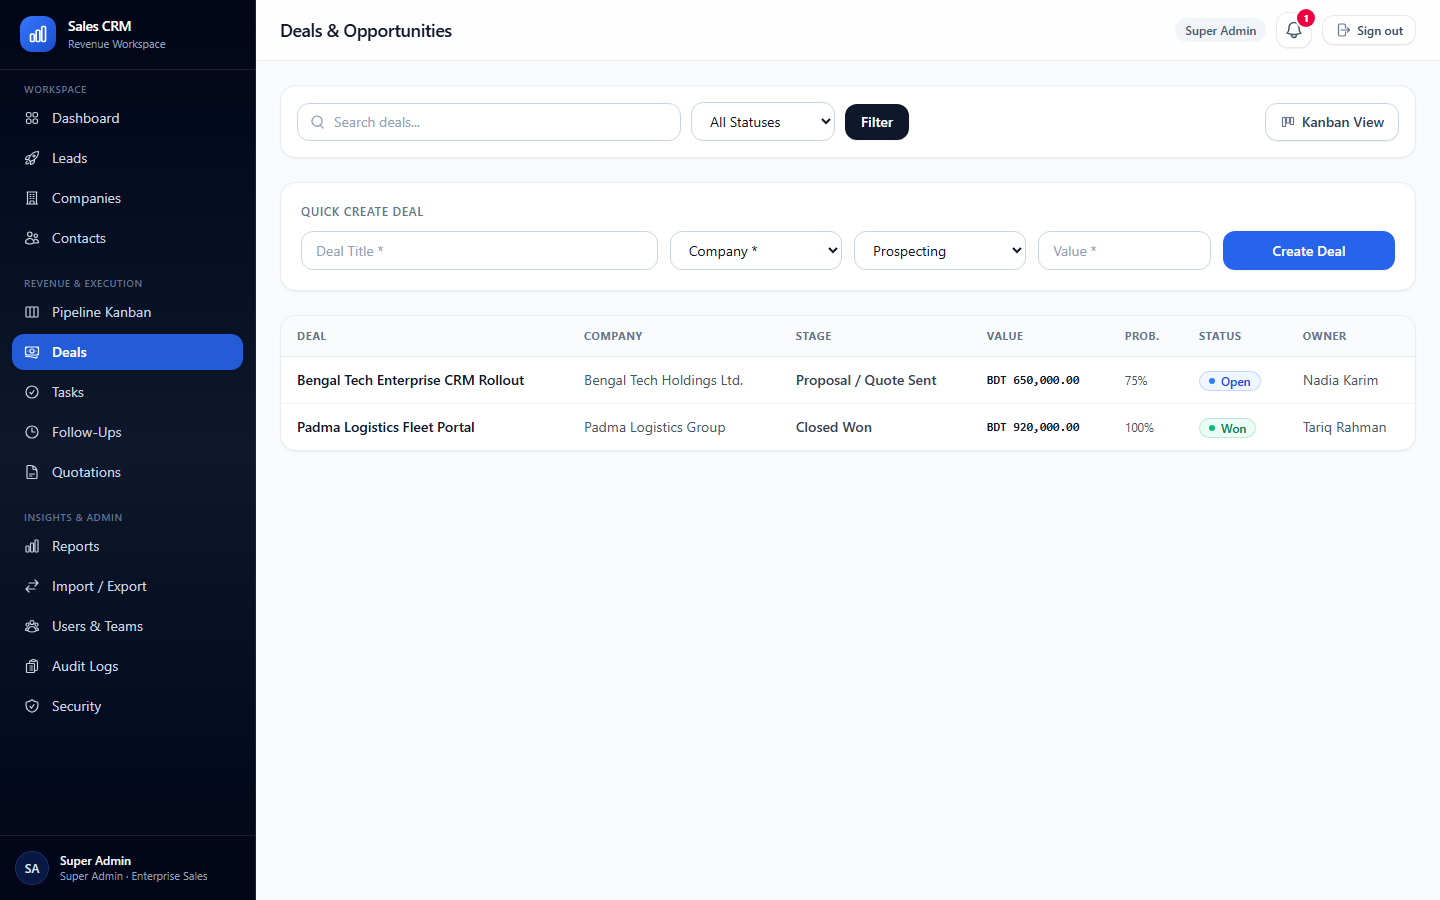 Sales CRM
Revenue Workspace
WORKSPACE
Dashboard
Leads
Companies
Contacts
REVENUE & EXECUTION
Pipeline Kanban
Deals
Tasks
Follow-Ups
Quotations
INSIGHTS & ADMIN
Reports
Import / Export
Users & Teams
Audit Logs
Security
SA
Super Admin
Super Admin · Enterprise Sales
Deals & Opportunities
Super Admin
1
Sign out
Search deals...
All Statuses
Filter
Kanban View
QUICK CREATE DEAL
Deal Title *
Company *
Prospecting
Value *
Create Deal
DEAL COMPANY STAGE VALUE PROB. STATUS OWNER
Bengal Tech Enterprise CRM Rollout Bengal Tech Holdings Ltd. Proposal / Quote Sent BDT 650,000.00 75% Open Nadia Karim
Padma Logistics Fleet Portal Padma Logistics Group Closed Won BDT 920,000.00 100% Won Tariq Rahman